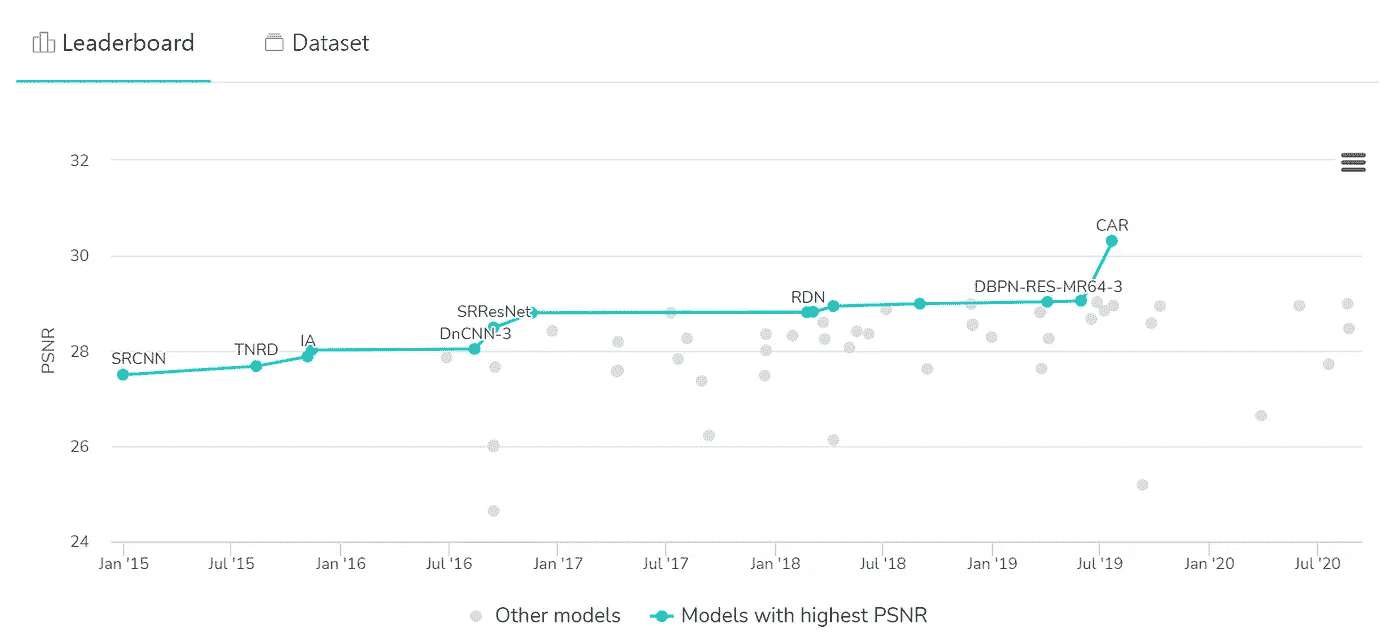 Leaderboard Dataset
32
30
28
26
24
PSNR
CAR
DBPN-RES-MR64-3
RDN
SRResNet
DnCNN-3
IA
TNRD
SRCNN
Jan '15 Jul '15 Jan '16 Jul '16 Jan '17 Jul '17 Jan '18 Jul '18 Jan '19 Jul '19 Jan '20 Jul '20
Other models Models with highest PSNR